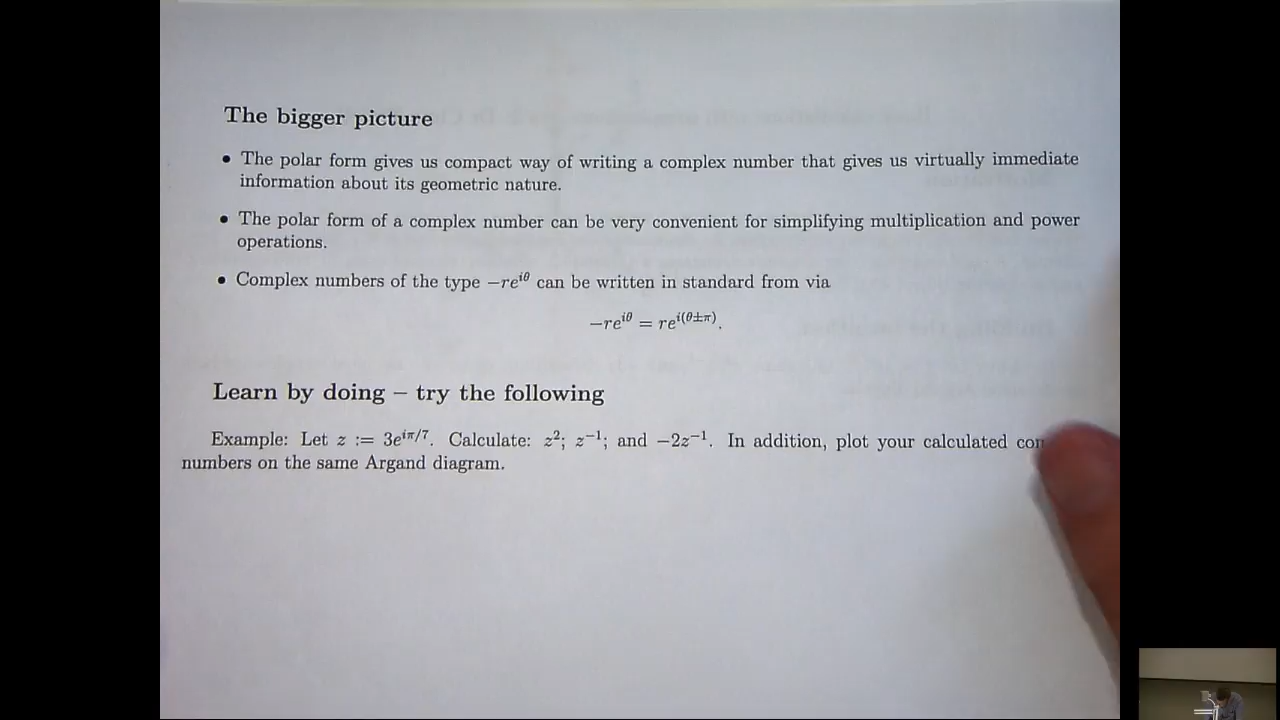 The bigger picture
• The polar form gives us compact way of writing a complex number that gives us virtually immediate
information about its geometric nature.
• The polar form of a complex number can be very convenient for simplifying multiplication and power
operations.
• Complex numbers of the type −re^{iθ} can be written in standard from via
−re^{iθ} = re^{i(θ±π)}.
Learn by doing – try the following
Example: Let z := 3e^{iπ/7}. Calculate: z²; z⁻¹; and −2z⁻¹. In addition, plot your calculated
numbers on the same Argand diagram.